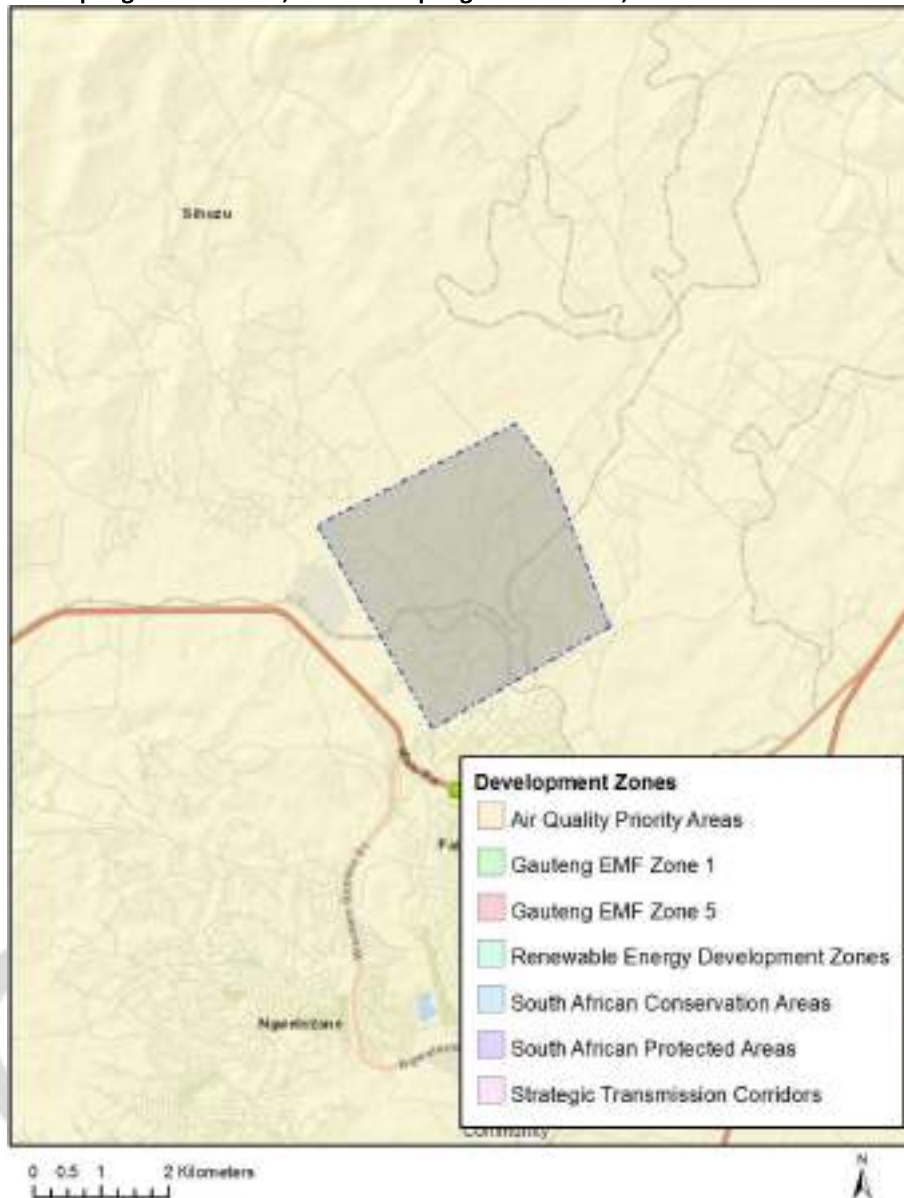 Sihuzu
Development Zones
Air Quality Priority Areas
Gauteng EMF Zone 1
Gauteng EMF Zone 5
Renewable Energy Development Zones
South African Conservation Areas
South African Protected Areas
Strategic Transmission Corridors
Ngwelezane
Community
0 0.5 1 2 Kilometers
N